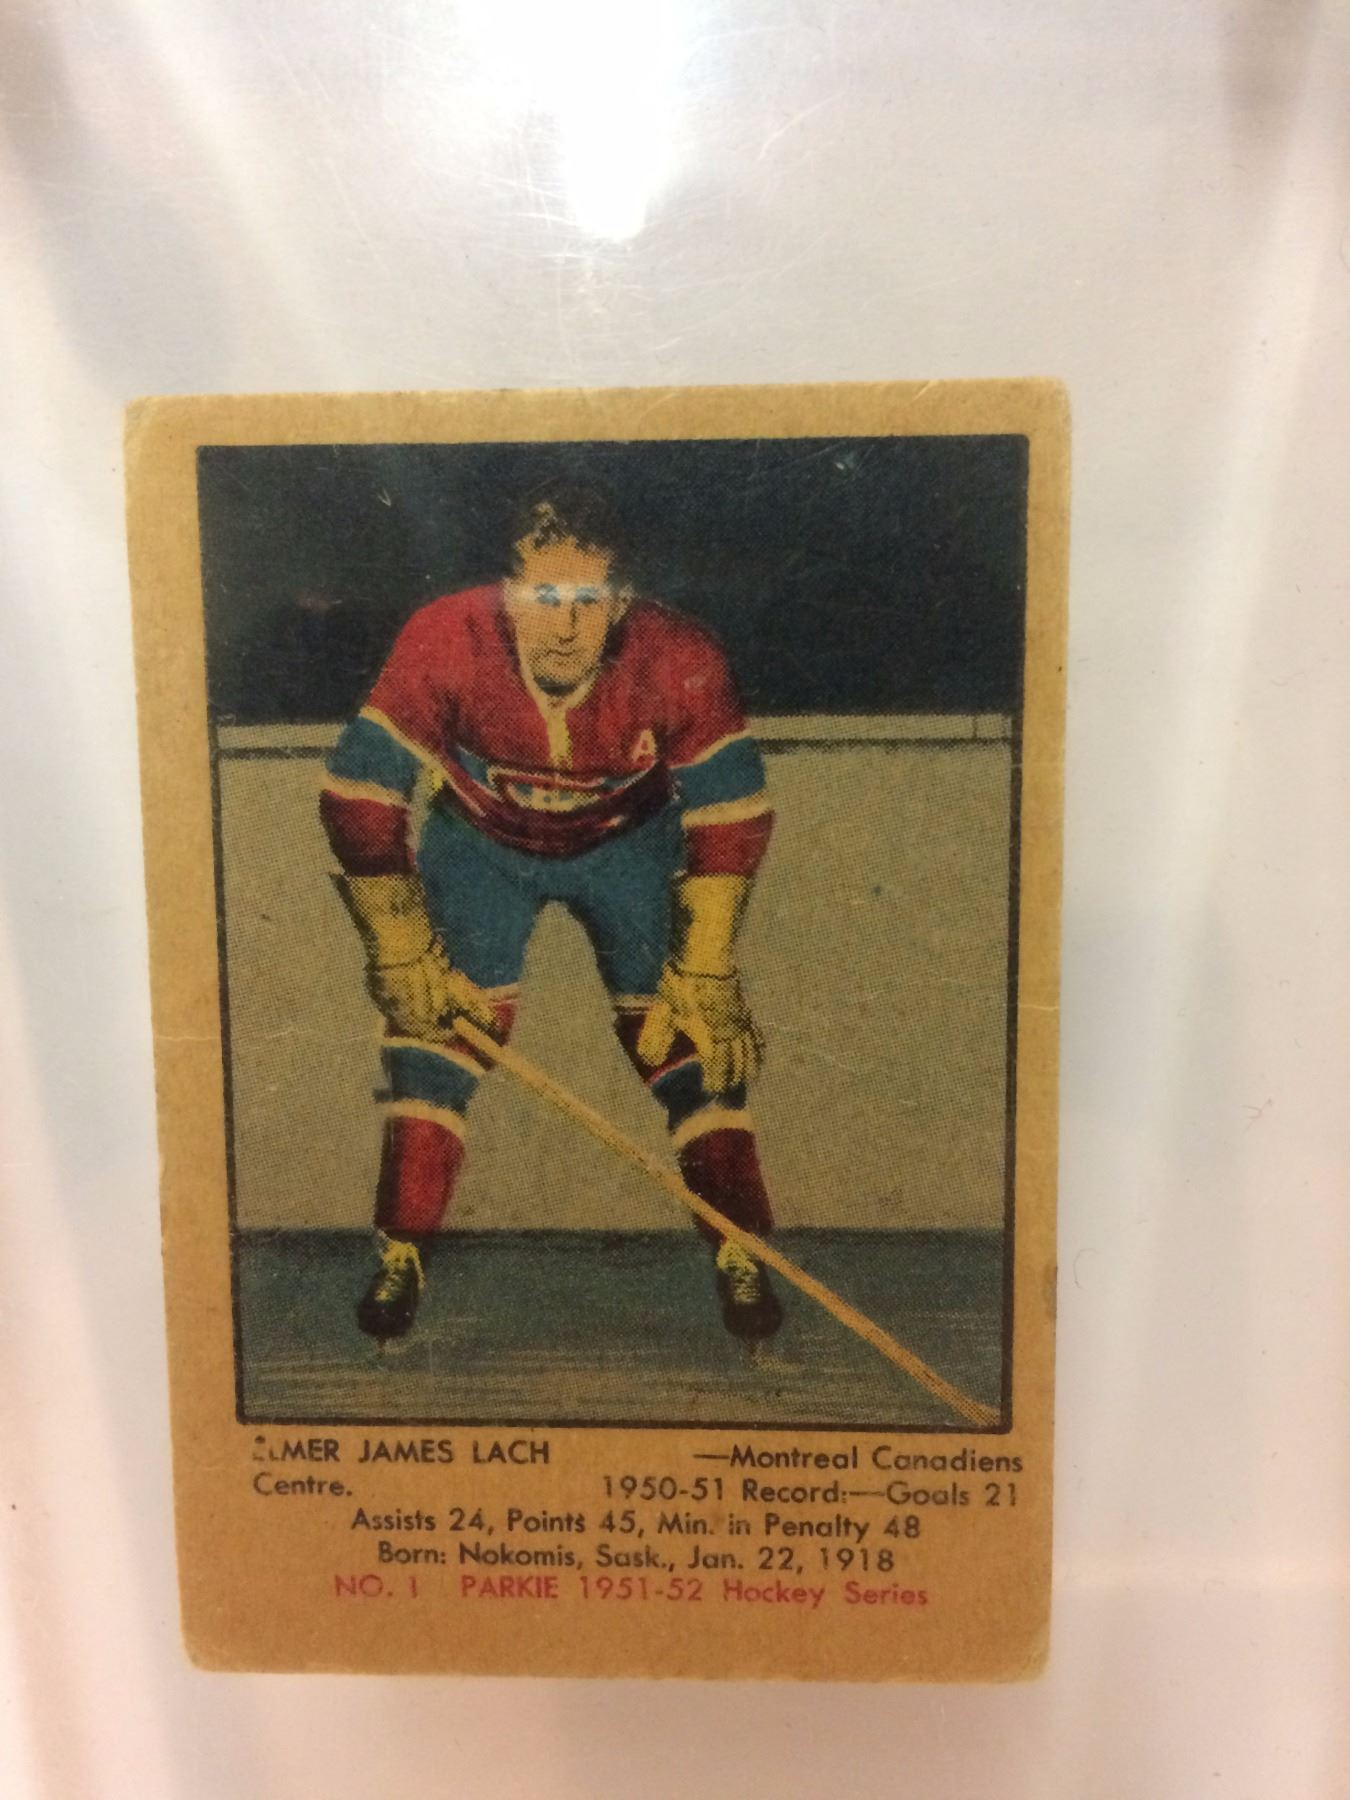 A
ELMER JAMES LACH —Montreal Canadiens
Centre. 1950-51 Record:—Goals 21
Assists 24, Points 45, Min. in Penalty 48
Born: Nokomis, Sask., Jan. 22, 1918
NO. 1 PARKIE 1951-52 Hockey Series